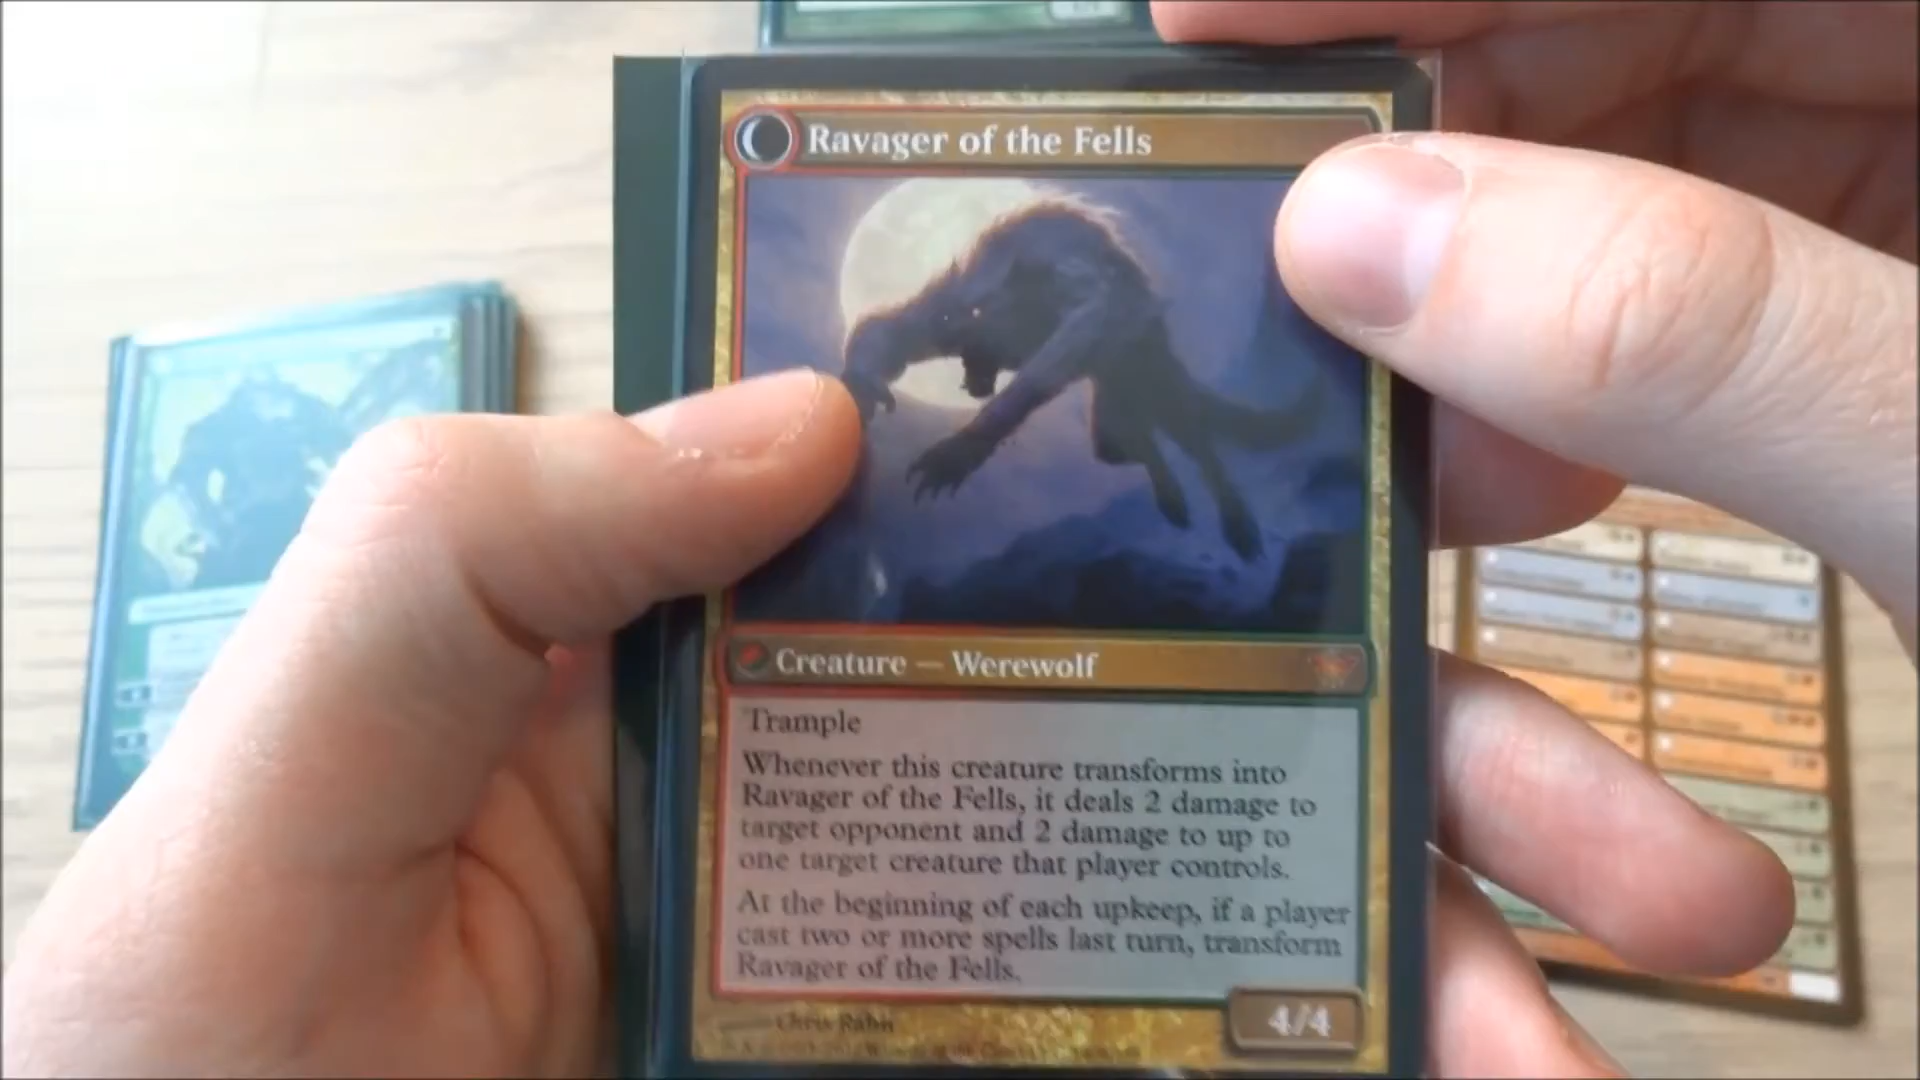 Ravager of the Fells
Creature — Werewolf
Trample
Whenever this creature transforms into
Ravager of the Fells, it deals 2 damage to
target opponent and 2 damage to up to
one target creature that player controls.
At the beginning of each upkeep, if a player
cast two or more spells last turn, transform
Ravager of the Fells.
Chris Rahn
4/4